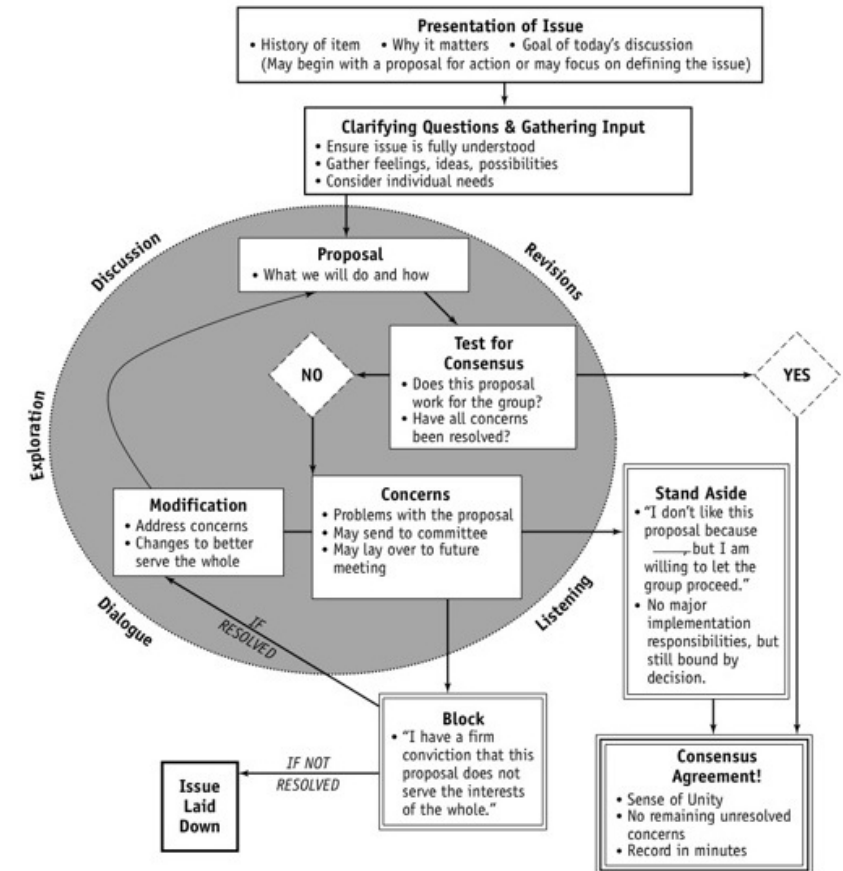 Presentation of Issue
• History of item • Why it matters • Goal of today's discussion
(May begin with a proposal for action or may focus on defining the issue)
Clarifying Questions & Gathering Input
• Ensure issue is fully understood
• Gather feelings, ideas, possibilities
• Consider individual needs
Discussion
Revisions
Proposal
• What we will do and how
Test for
Consensus
• Does this proposal
work for the group?
• Have all concerns
been resolved?
NO
YES
Exploration
Modification
• Address concerns
• Changes to better
serve the whole
Concerns
• Problems with the proposal
• May send to committee
• May lay over to future
meeting
Stand Aside
• “I don't like this
proposal because
____, but I am
willing to let the
group proceed.”
• No major
implementation
responsibilities, but
still bound by
decision.
Dialogue
Listening
IF
RESOLVED
Block
• “I have a firm
conviction that this
proposal does not
serve the interests
of the whole.”
IF NOT
RESOLVED
Issue
Laid
Down
Consensus
Agreement!
• Sense of Unity
• No remaining unresolved
concerns
• Record in minutes